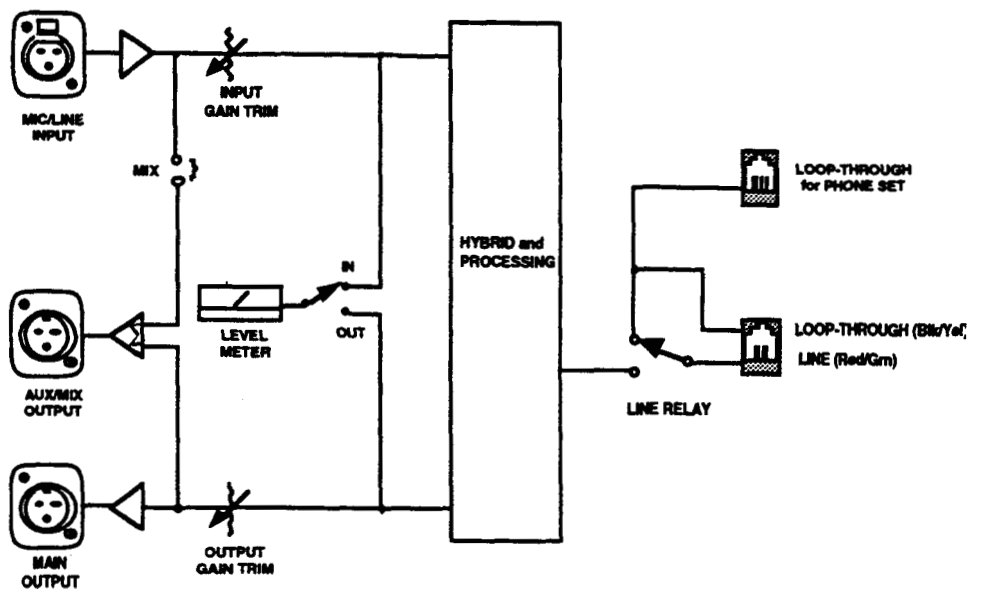 MIC/LINE
INPUT
INPUT
GAIN TRIM
MIX
LOOP-THROUGH
for PHONE SET
HYBRID and
PROCESSING
IN
OUT
LEVEL
METER
LOOP-THROUGH (Blk/Yel)
LINE (Red/Grn)
AUX/MIX
OUTPUT
LINE RELAY
OUTPUT
GAIN TRIM
MAIN
OUTPUT